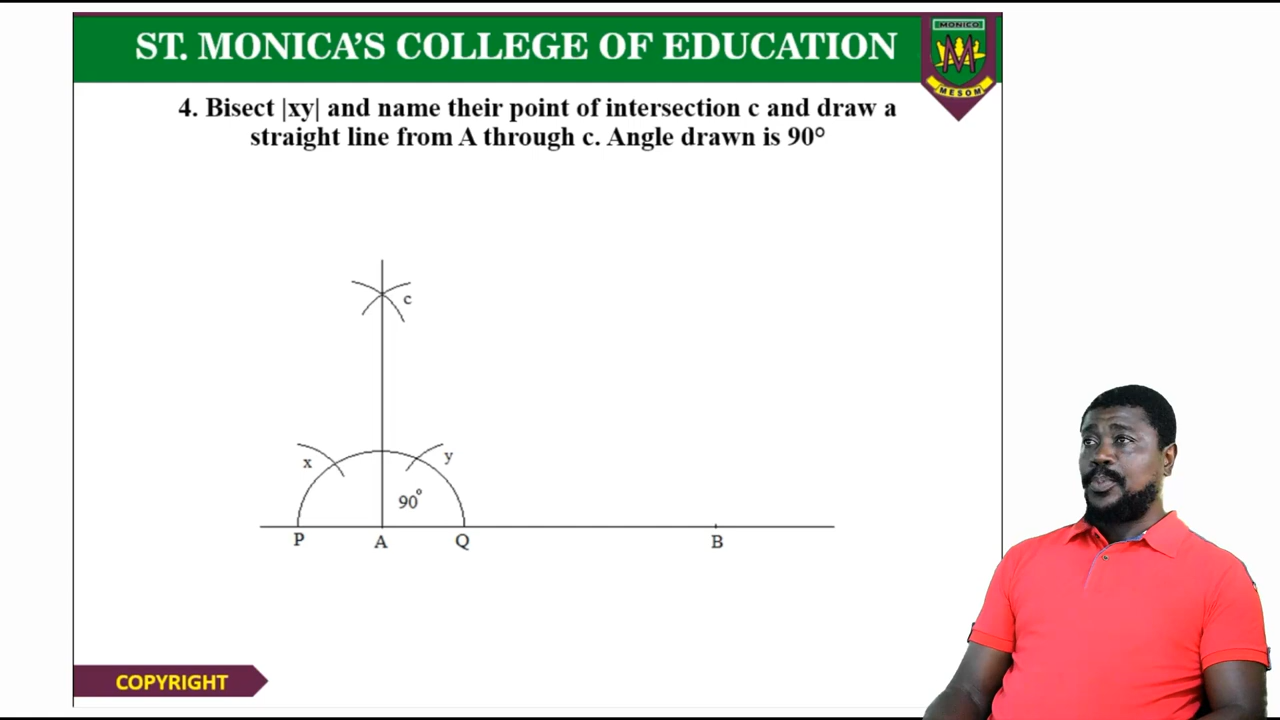 ST. MONICA'S COLLEGE OF EDUCATION
MONICO
M
MESOM
4. Bisect |xy| and name their point of intersection c and draw a
straight line from A through c. Angle drawn is 90°
c
x
y
90°
P
A
Q
B
COPYRIGHT